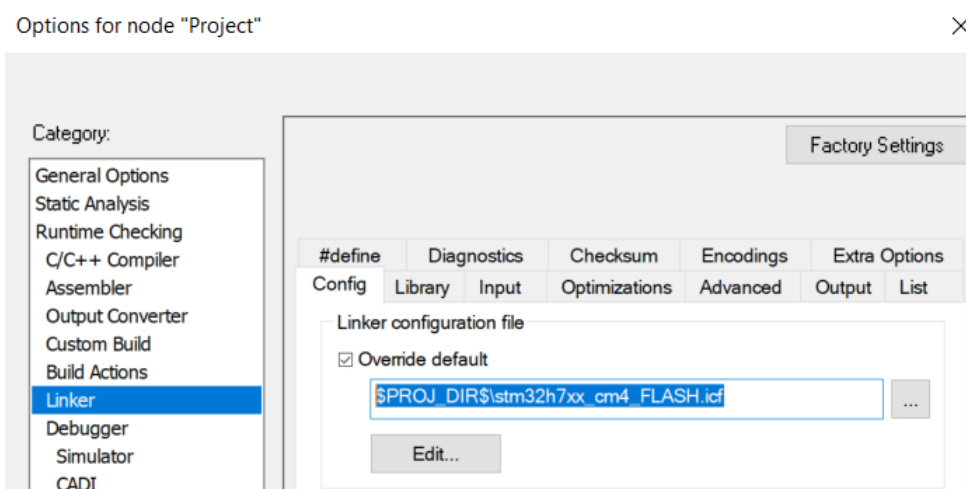 Options for node "Project"
Category:
General Options
Static Analysis
Runtime Checking
C/C++ Compiler
Assembler
Output Converter
Custom Build
Build Actions
Linker
Debugger
Simulator
CADI
Factory Settings
#define Diagnostics Checksum Encodings Extra Options
Config Library Input Optimizations Advanced Output List
Linker configuration file
Override default
$PROJ_DIR$\stm32h7xx_cm4_FLASH.icf
...
Edit...